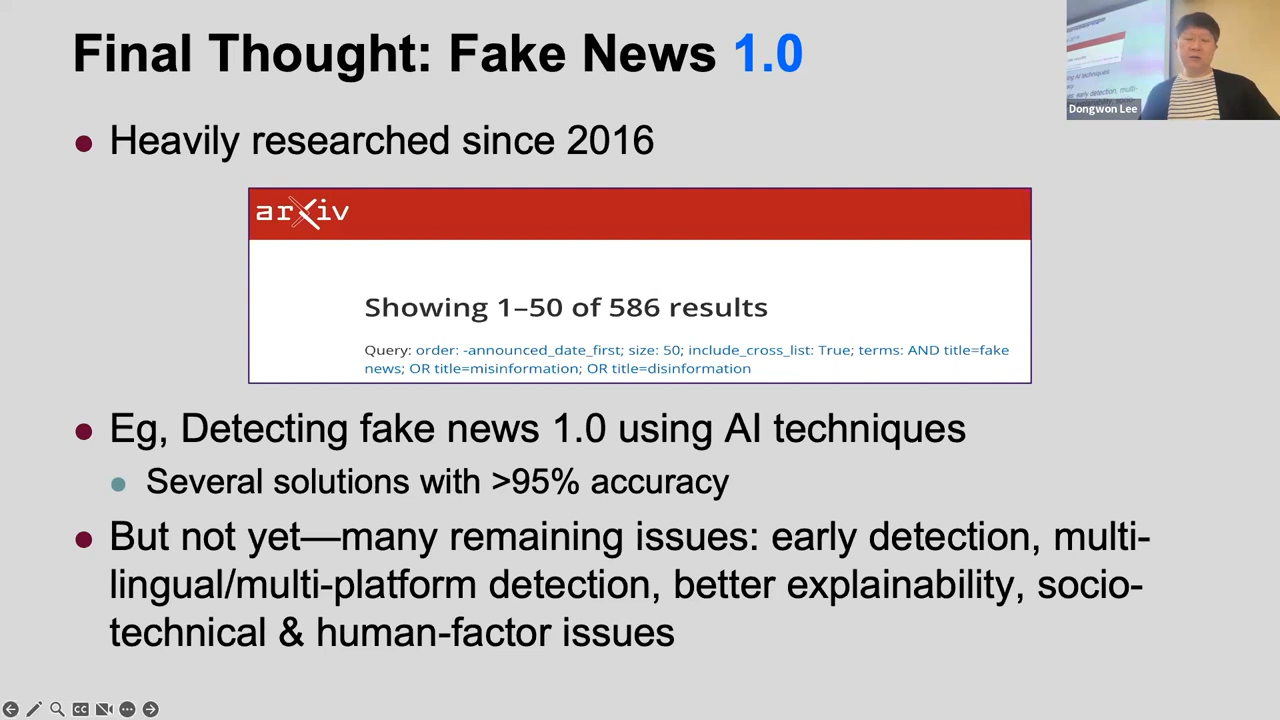 Final Thought: Fake News 1.0
Dongwon Lee
● Heavily researched since 2016
arXiv
Showing 1–50 of 586 results
Query: order: -announced_date_first; size: 50; include_cross_list: True; terms: AND title=fake
news; OR title=misinformation; OR title=disinformation
● Eg, Detecting fake news 1.0 using AI techniques
● Several solutions with >95% accuracy
● But not yet—many remaining issues: early detection, multi-
lingual/multi-platform detection, better explainability, socio-
technical & human-factor issues
CC